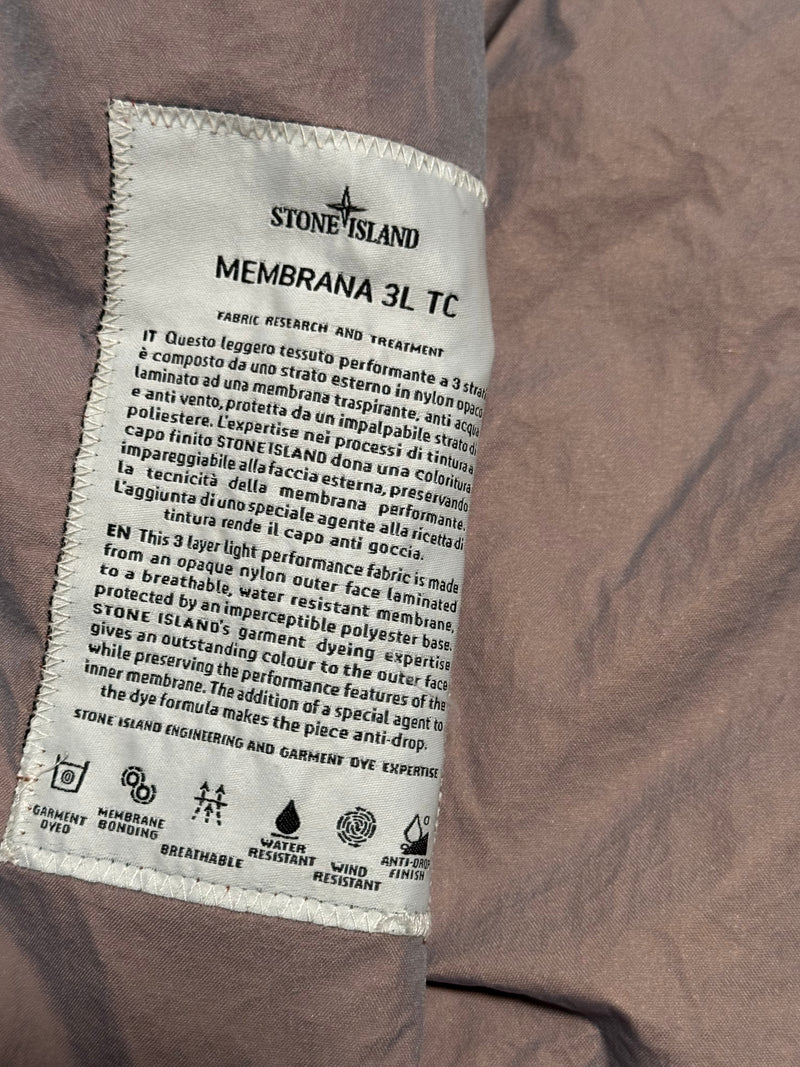 STONE ISLAND
MEMBRANA 3L TC
FABRIC RESEARCH AND TREATMENT
IT Questo leggero tessuto performante a 3 strati
è composto da uno strato esterno in nylon opaco
laminato ad una membrana traspirante, anti acqua
e anti vento, protetta da un impalpabile strato di
poliestere. L'expertise nei processi di tintura a
capo finito STONE ISLAND dona una coloritura
impareggiabile alla faccia esterna, preservando
la tecnicità della membrana performante.
L'aggiunta di uno speciale agente alla ricetta di
tintura rende il capo anti goccia.
EN This 3 layer light performance fabric is made
from an opaque nylon outer face laminated
to a breathable, water resistant membrane,
protected by an imperceptible polyester base.
STONE ISLAND's garment dyeing expertise
gives an outstanding colour to the outer face
while preserving the performance features of the
inner membrane. The addition of a special agent to
the dye formula makes the piece anti-drop.
STONE ISLAND ENGINEERING AND GARMENT DYE EXPERTISE
GARMENT DYED
MEMBRANE BONDING
BREATHABLE
WATER RESISTANT
WIND RESISTANT
ANTI-DROP FINISH